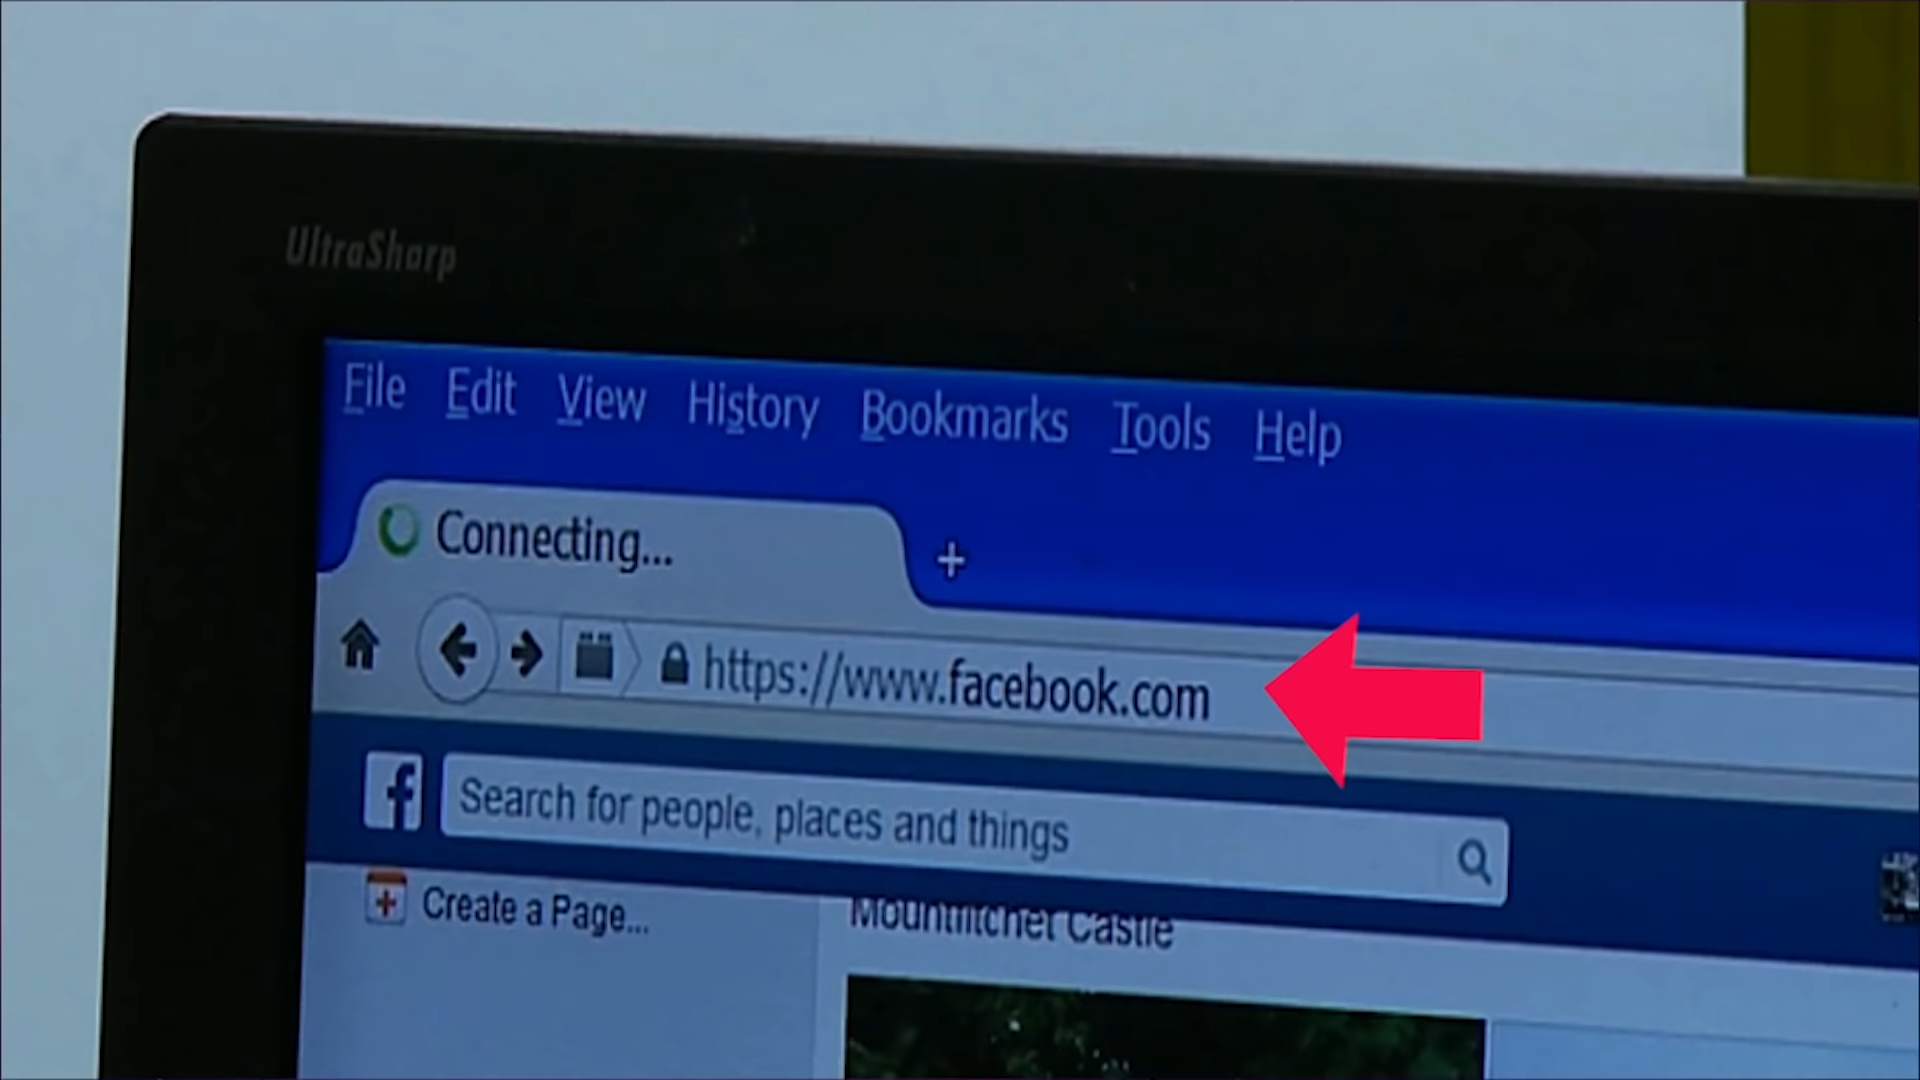 UltraSharp
File Edit View History Bookmarks Tools Help
Connecting... +
https://www.facebook.com
f Search for people, places and things
Create a Page...
Mountfitchet Castle